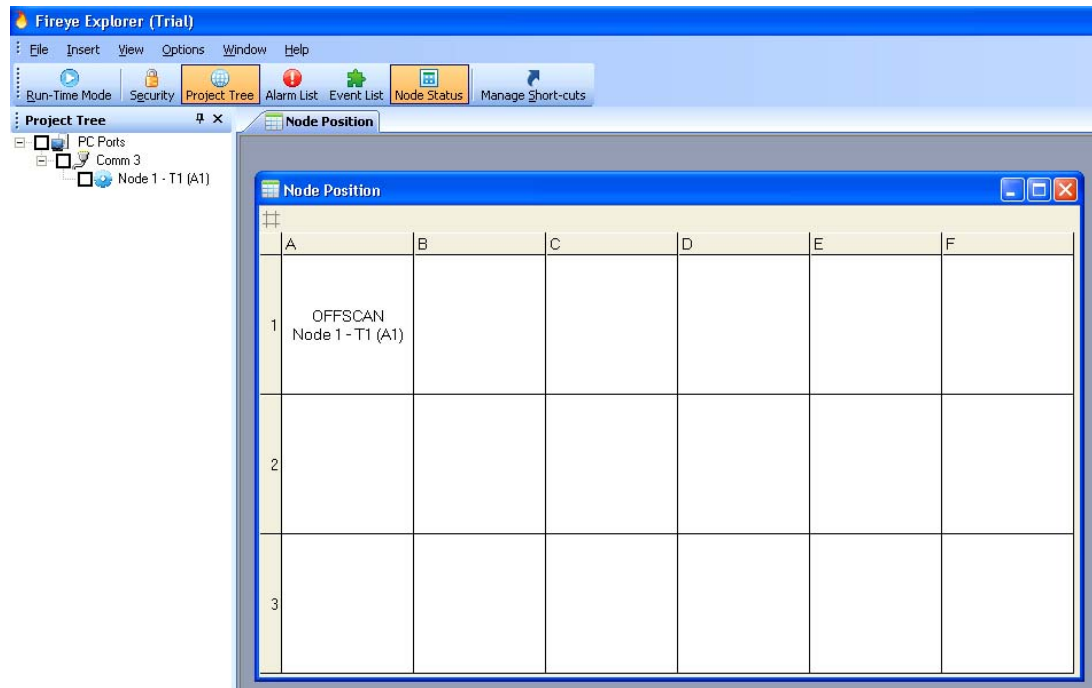 Fireye Explorer (Trial)
File Insert View Options Window Help
Run-Time Mode Security Project Tree Alarm List Event List Node Status Manage Short-cuts
Project Tree
PC Ports
Comm 3
Node 1 - T1 (A1)
Node Position
Node Position
A B C D E F
1
OFFSCAN
Node 1 - T1 (A1)
2
3